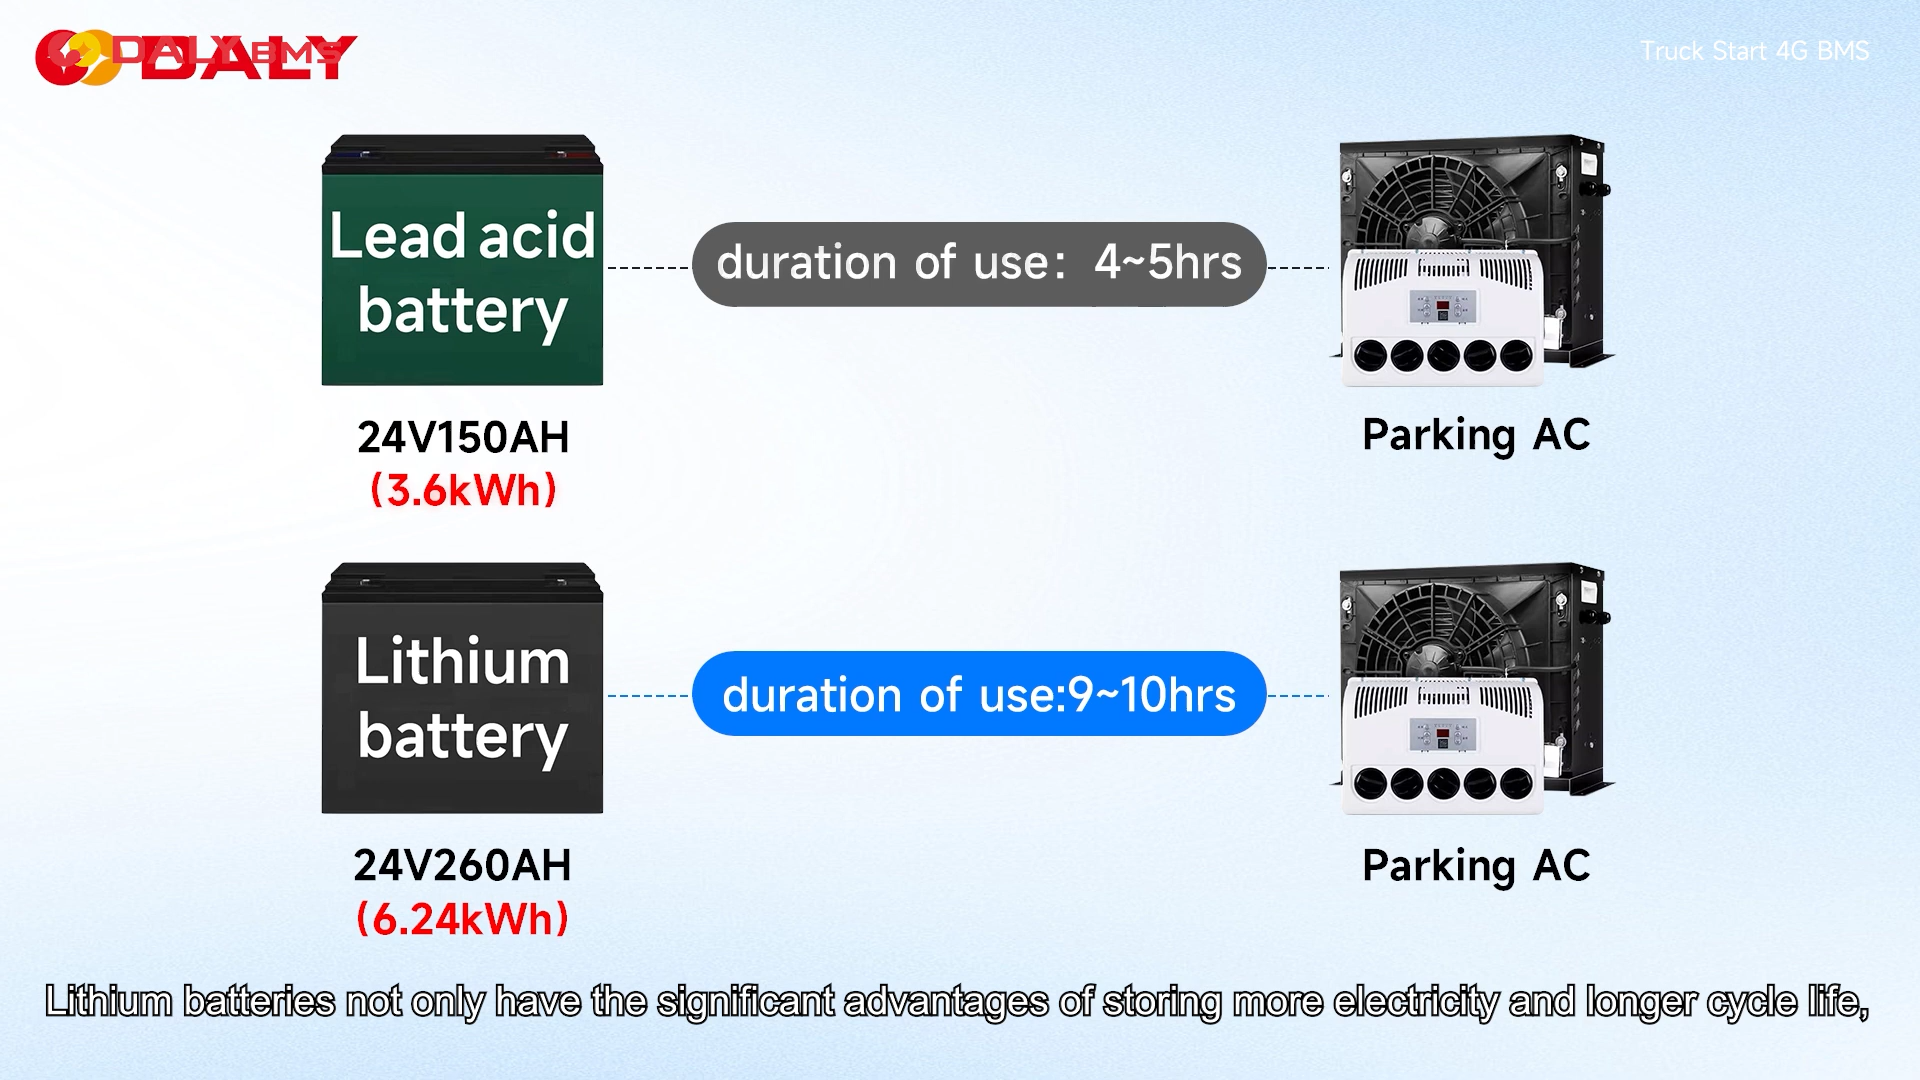 DALY
DALY BMS
Truck Start 4G BMS
Lead acid
battery
duration of use：4~5hrs
24V150AH
(3.6kWh)
Parking AC
Lithium
battery
duration of use:9~10hrs
24V260AH
(6.24kWh)
Parking AC
Lithium batteries not only have the significant advantages of storing more electricity and longer cycle life,